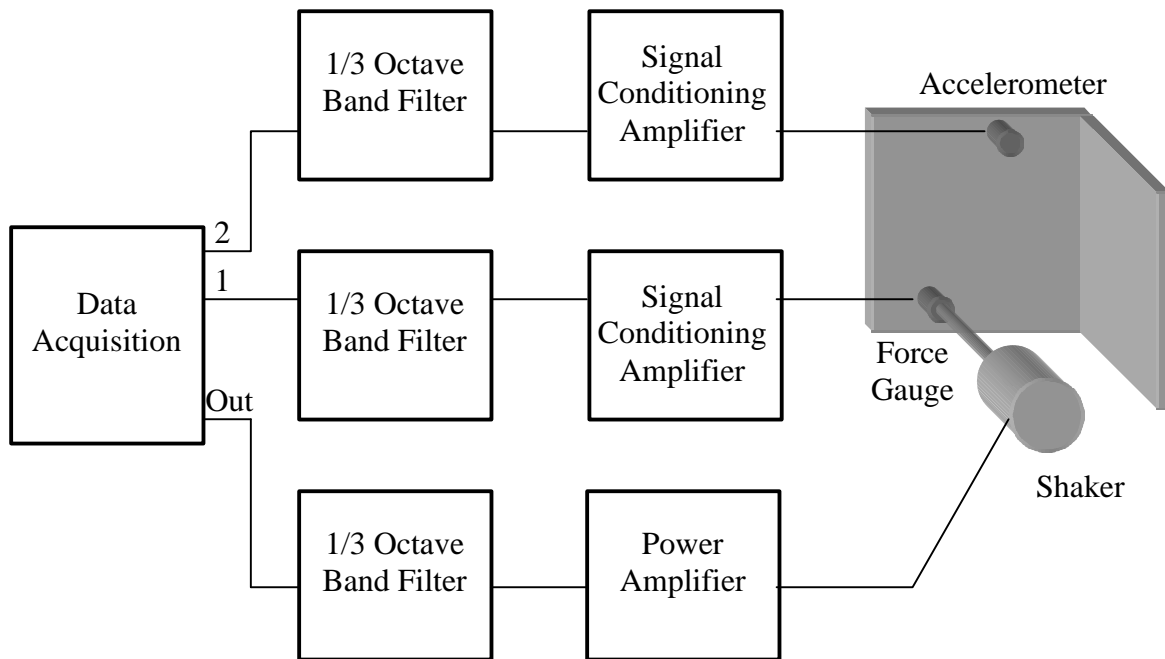 1/3 Octave
Band Filter
Signal
Conditioning
Amplifier
Accelerometer
2
1
Data
Acquisition
Out
1/3 Octave
Band Filter
Signal
Conditioning
Amplifier
Force
Gauge
Shaker
1/3 Octave
Band Filter
Power
Amplifier